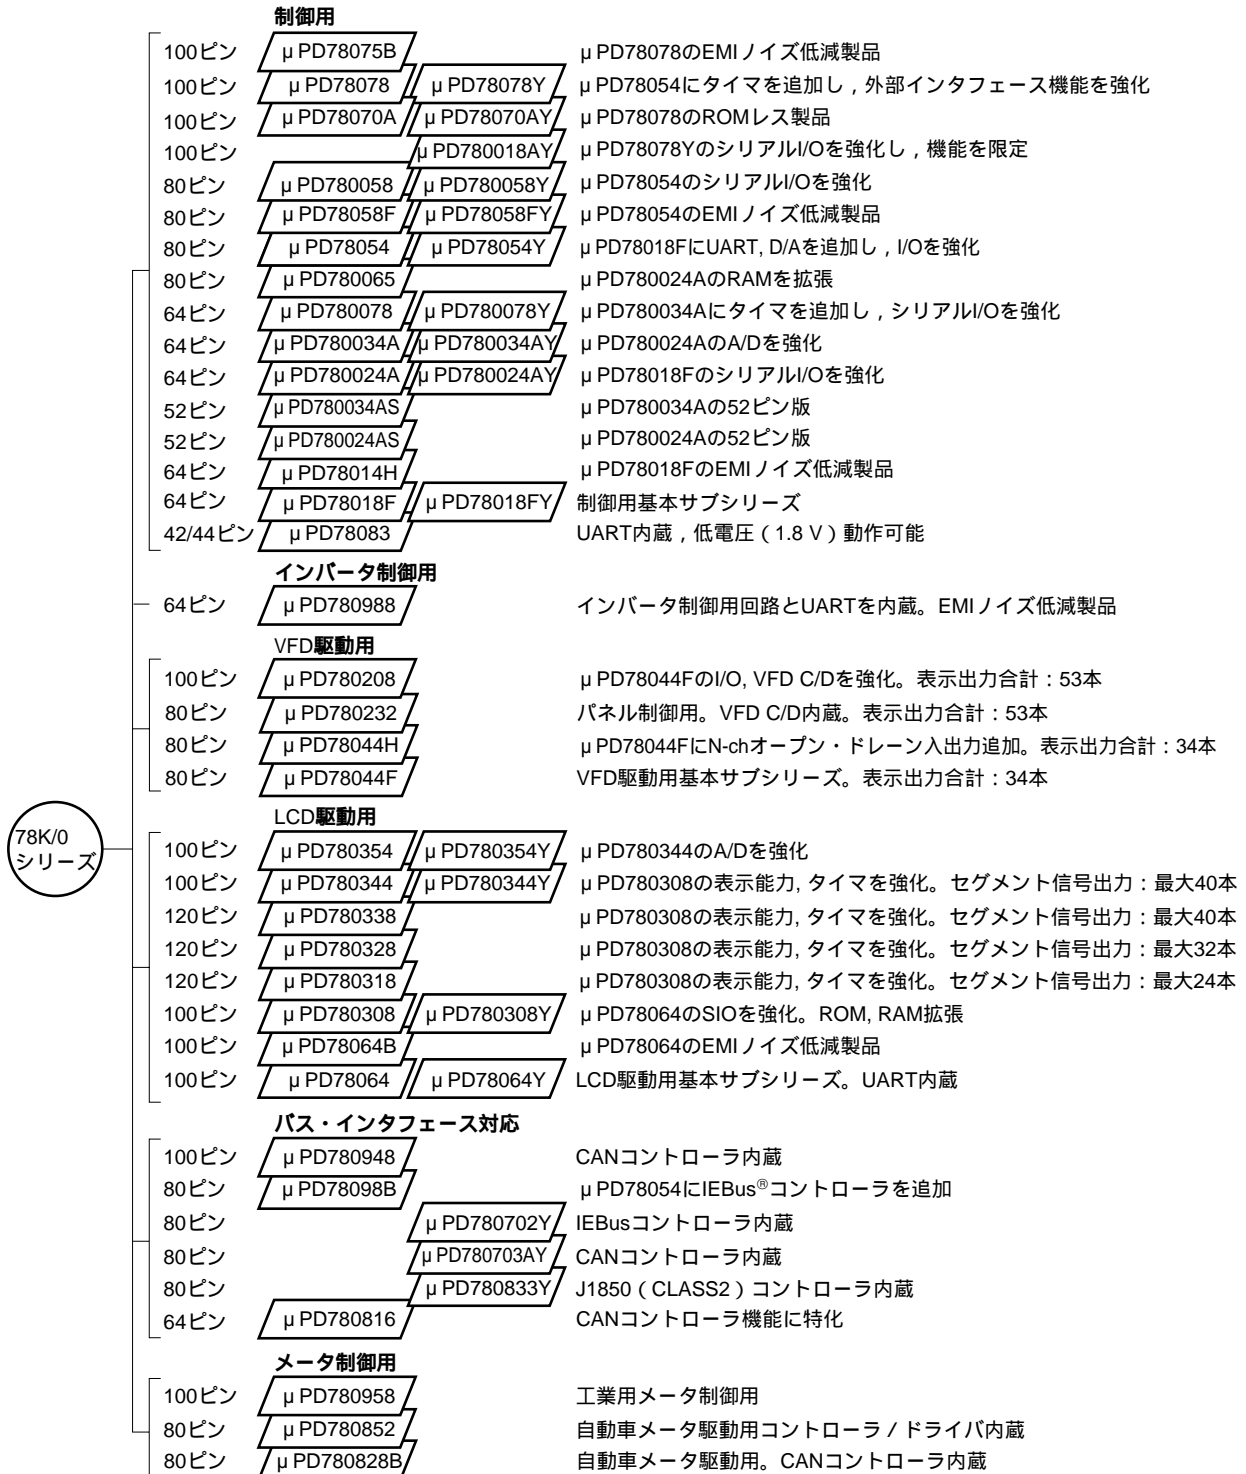 制御用
100ピン μPD78075B μPD78078のEMIノイズ低減製品
100ピン μPD78078 μPD78078Y μPD78054にタイマを追加し，外部インタフェース機能を強化
100ピン μPD78070A μPD78070AY μPD78078のROMレス製品
100ピン μPD780018AY μPD78078YのシリアルI/Oを強化し，機能を限定
80ピン μPD780058 μPD780058Y μPD78054のシリアルI/Oを強化
80ピン μPD78058F μPD78058FY μPD78054のEMIノイズ低減製品
80ピン μPD78054 μPD78054Y μPD78018FにUART, D/Aを追加し，I/Oを強化
80ピン μPD780065 μPD780024AのRAMを拡張
64ピン μPD780078 μPD780078Y μPD780034Aにタイマを追加し，シリアルI/Oを強化
64ピン μPD780034A μPD780034AY μPD780024AのA/Dを強化
64ピン μPD780024A μPD780024AY μPD78018FのシリアルI/Oを強化
52ピン μPD780034AS μPD780034Aの52ピン版
52ピン μPD780024AS μPD780024Aの52ピン版
64ピン μPD78014H μPD78018FのEMIノイズ低減製品
64ピン μPD78018F μPD78018FY 制御用基本サブシリーズ
42/44ピン μPD78083 UART内蔵，低電圧（1.8 V）動作可能
インバータ制御用
64ピン μPD780988 インバータ制御用回路とUARTを内蔵。EMIノイズ低減製品
VFD駆動用
100ピン μPD780208 μPD78044FのI/O, VFD C/Dを強化。表示出力合計：53本
80ピン μPD780232 パネル制御用。VFD C/D内蔵。表示出力合計：53本
80ピン μPD78044H μPD78044FにN-chオープン・ドレーン入出力追加。表示出力合計：34本
80ピン μPD78044F VFD駆動用基本サブシリーズ。表示出力合計：34本
78K/0
シリーズ
LCD駆動用
100ピン μPD780354 μPD780354Y μPD780344のA/Dを強化
100ピン μPD780344 μPD780344Y μPD780308の表示能力, タイマを強化。セグメント信号出力：最大40本
120ピン μPD780338 μPD780308の表示能力, タイマを強化。セグメント信号出力：最大40本
120ピン μPD780328 μPD780308の表示能力, タイマを強化。セグメント信号出力：最大32本
120ピン μPD780318 μPD780308の表示能力, タイマを強化。セグメント信号出力：最大24本
100ピン μPD780308 μPD780308Y μPD78064のSIOを強化。ROM, RAM拡張
100ピン μPD78064B μPD78064のEMIノイズ低減製品
100ピン μPD78064 μPD78064Y LCD駆動用基本サブシリーズ。UART内蔵
バス・インタフェース対応
100ピン μPD780948 CANコントローラ内蔵
80ピン μPD78098B μPD78054にIEBus®コントローラを追加
80ピン μPD780702Y IEBusコントローラ内蔵
80ピン μPD780703AY CANコントローラ内蔵
80ピン μPD780833Y J1850（CLASS2）コントローラ内蔵
64ピン μPD780816 CANコントローラ機能に特化
メータ制御用
100ピン μPD780958 工業用メータ制御用
80ピン μPD780852 自動車メータ駆動用コントローラ／ドライバ内蔵
80ピン μPD780828B 自動車メータ駆動用。CANコントローラ内蔵